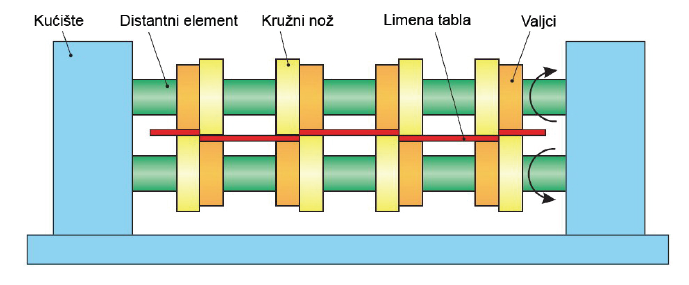 Kućište
Distantni element
Kružni nož
Limena tabla
Valjci